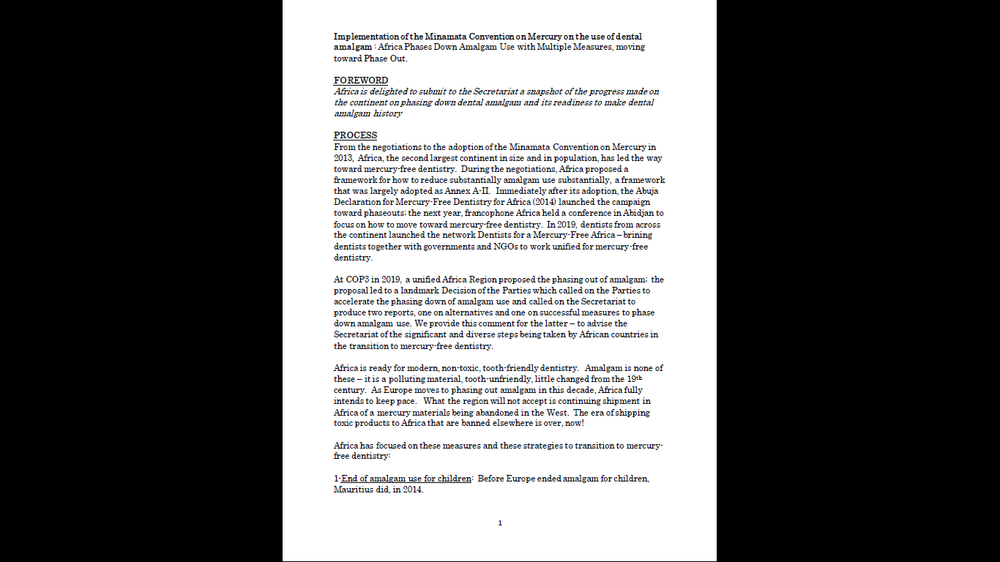 Implementation of the Minamata Convention on Mercury on the use of dental
amalgam : Africa Phases Down Amalgam Use with Multiple Measures, moving
toward Phase Out.
FOREWORD
Africa is delighted to submit to the Secretariat a snapshot of the progress made on
the continent on phasing down dental amalgam and its readiness to make dental
amalgam history
PROCESS
From the negotiations to the adoption of the Minamata Convention on Mercury in
2013, Africa, the second largest continent in size and in population, has led the way
toward mercury-free dentistry. During the negotiations, Africa proposed a
framework for how to reduce substantially amalgam use substantially, a framework
that was largely adopted as Annex A-II. Immediately after its adoption, the Abuja
Declaration for Mercury-Free Dentistry for Africa (2014) launched the campaign
toward phaseouts; the next year, francophone Africa held a conference in Abidjan to
focus on how to move toward mercury-free dentistry. In 2019, dentists from across
the continent launched the network Dentists for a Mercury-Free Africa – brining
dentists together with governments and NGOs to work unified for mercury-free
dentistry.
At COP3 in 2019, a unified Africa Region proposed the phasing out of amalgam; the
proposal led to a landmark Decision of the Parties which called on the Parties to
accelerate the phasing down of amalgam use and called on the Secretariat to
produce two reports, one on alternatives and one on successful measures to phase
down amalgam use. We provide this comment for the latter – to advise the
Secretariat of the significant and diverse steps being taken by African countries in
the transition to mercury-free dentistry.
Africa is ready for modern, non-toxic, tooth-friendly dentistry. Amalgam is none of
these – it is a polluting material, tooth-unfriendly, little changed from the 19th
century. As Europe moves to phasing out amalgam in this decade, Africa fully
intends to keep pace. What the region will not accept is continuing shipment in
Africa of a mercury materials being abandoned in the West. The era of shipping
toxic products to Africa that are banned elsewhere is over, now!
Africa has focused on these measures and these strategies to transition to mercury-
free dentistry:
1-End of amalgam use for children: Before Europe ended amalgam for children,
Mauritius did, in 2014.
1